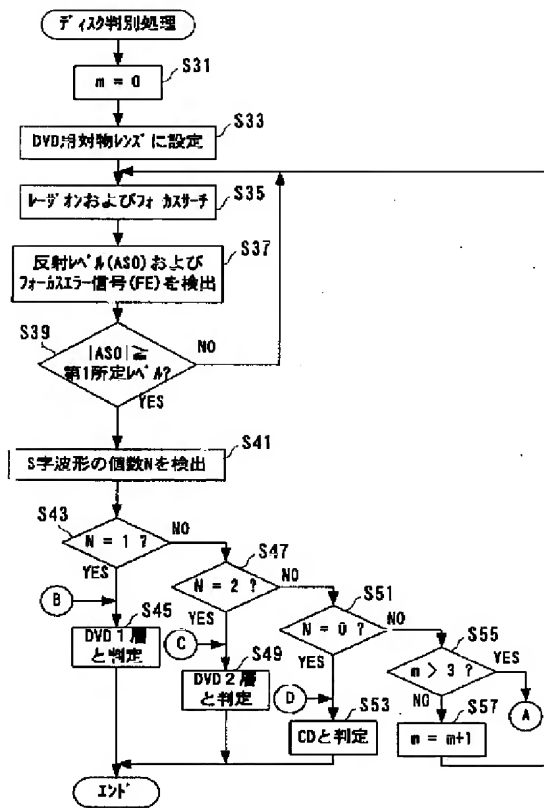 ディスク判別処理
S31
m = 0
S33
DVD用対物レンズに設定
S35
レーザオンおよびフォーカスサーチ
S37
反射レベル(ASO)および
フォーカスエラー信号(FE)を検出
S39
|ASO| ≧
第1所定レベル?
NO
YES
S41
S字波形の個数Nを検出
S43
N = 1 ?
NO
YES
S47
N = 2 ?
NO
YES
S51
N = 0 ?
NO
YES
S55
m > 3 ?
YES
NO
B
S45
DVD1層
と判定
C
S49
DVD2層
と判定
D
S53
CDと判定
S57
m = m+1
A
エンド